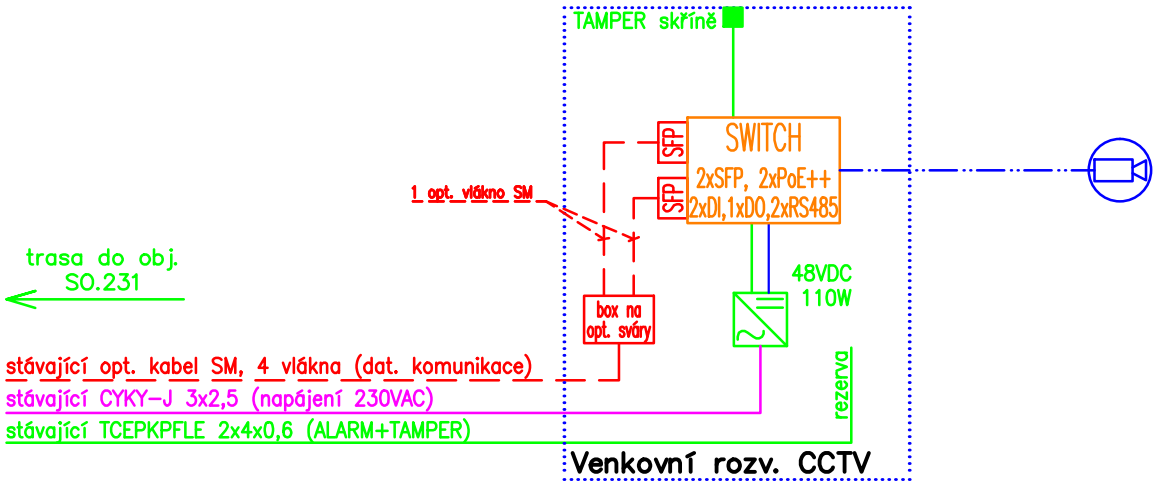 TAMPER skříně
SFP
SWITCH
2xSFP, 2xPoE++
SFP
2xDI,1xDO,2xRS485
1 opt. vlákno SM
trasa do obj.
SO.231
48VDC
110W
box na
opt. sváry
stávající opt. kabel SM, 4 vlákna (dat. komunikace)
stávající CYKY-J 3x2,5 (napájení 230VAC)
rezerva
stávající TCEPKPFLE 2x4x0,6 (ALARM+TAMPER)
Venkovní rozv. CCTV